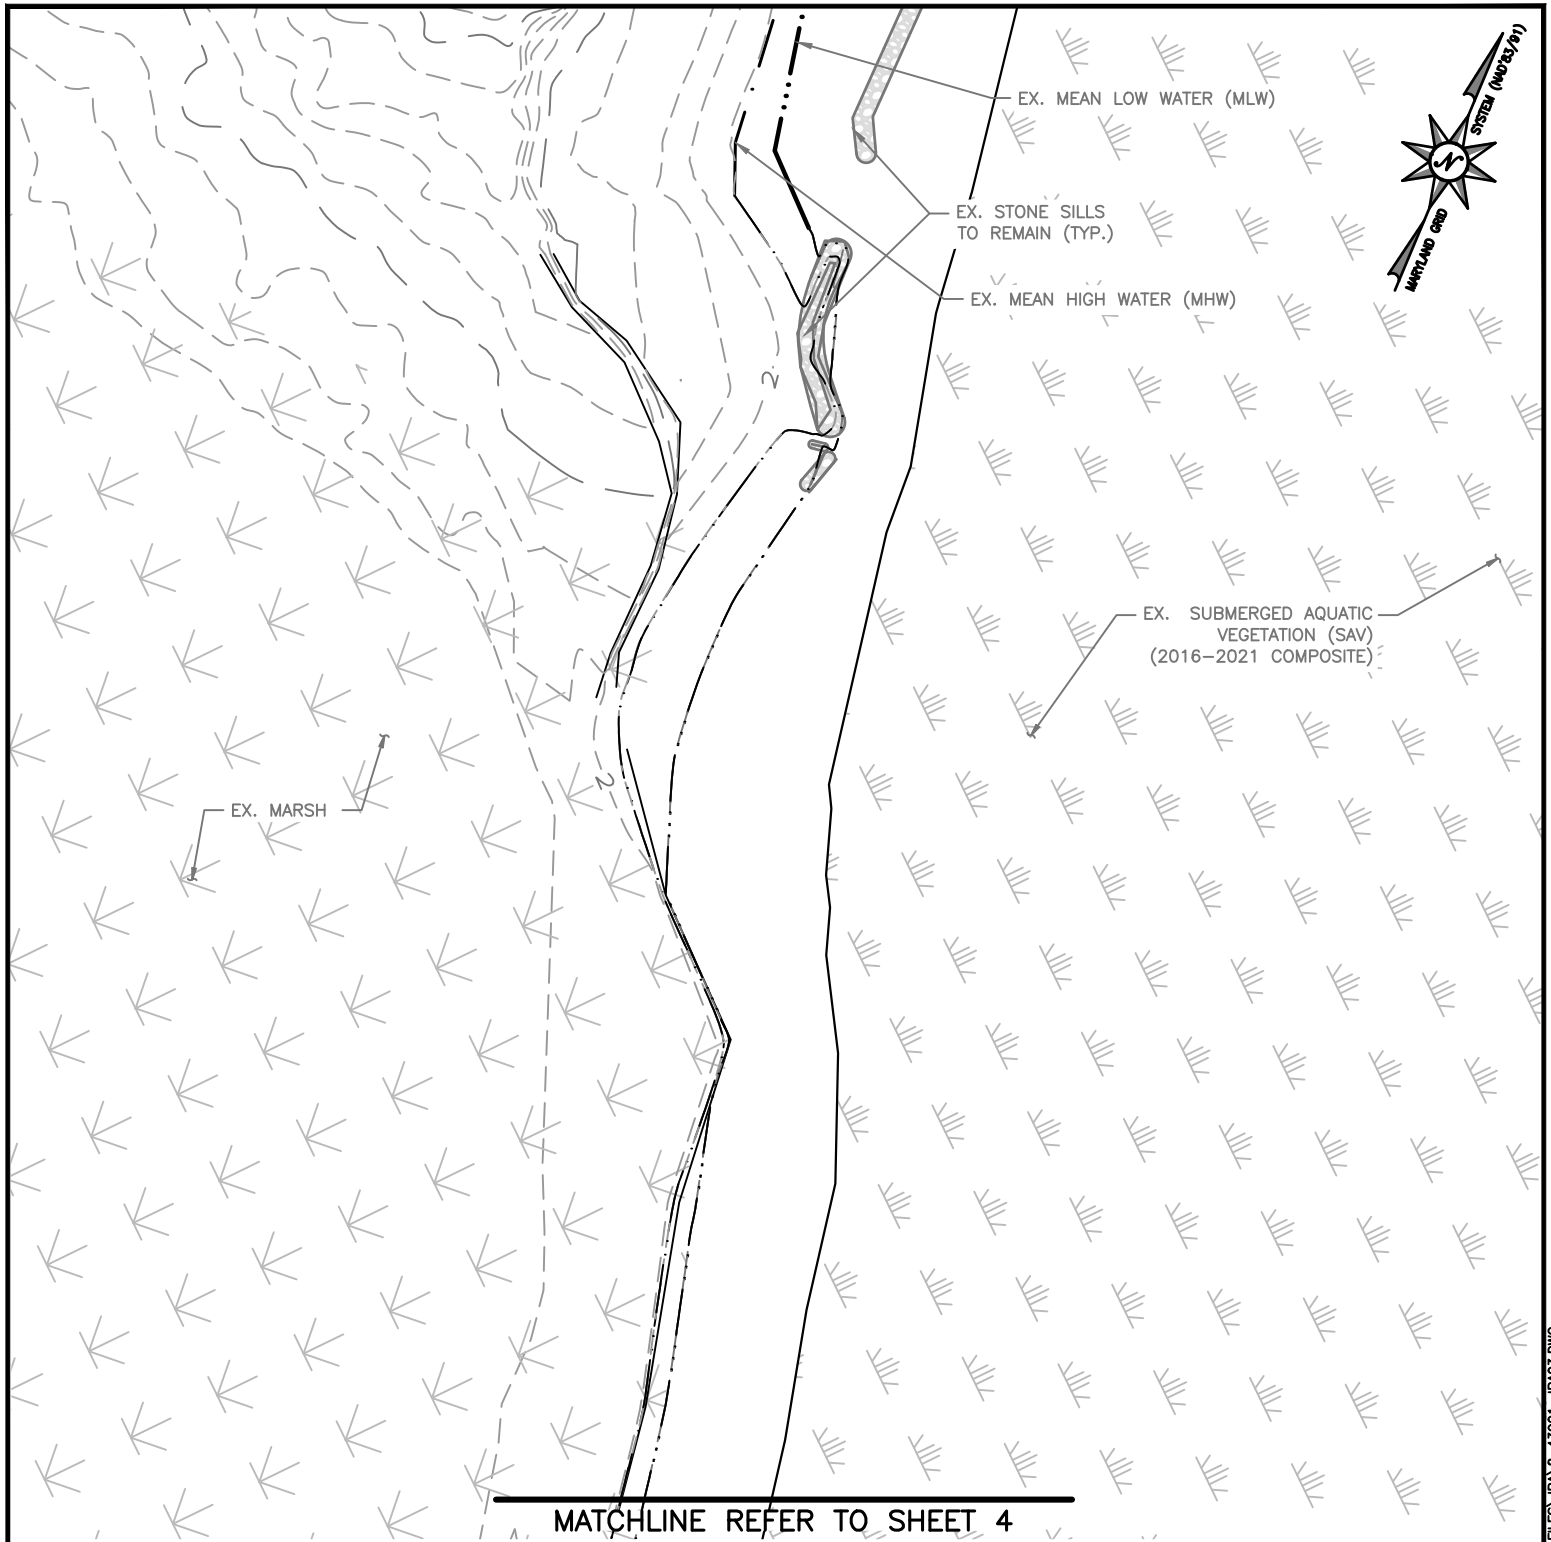 EX. MEAN LOW WATER (MLW)
SYSTEM (NAD'83/91)
N
MARYLAND GRID
EX. STONE SILLS
TO REMAIN (TYP.)
EX. MEAN HIGH WATER (MHW)
2
EX. SUBMERGED AQUATIC
VEGETATION (SAV)
(2016-2021 COMPOSITE)
2
EX. MARSH
MATCHLINE REFER TO SHEET 4